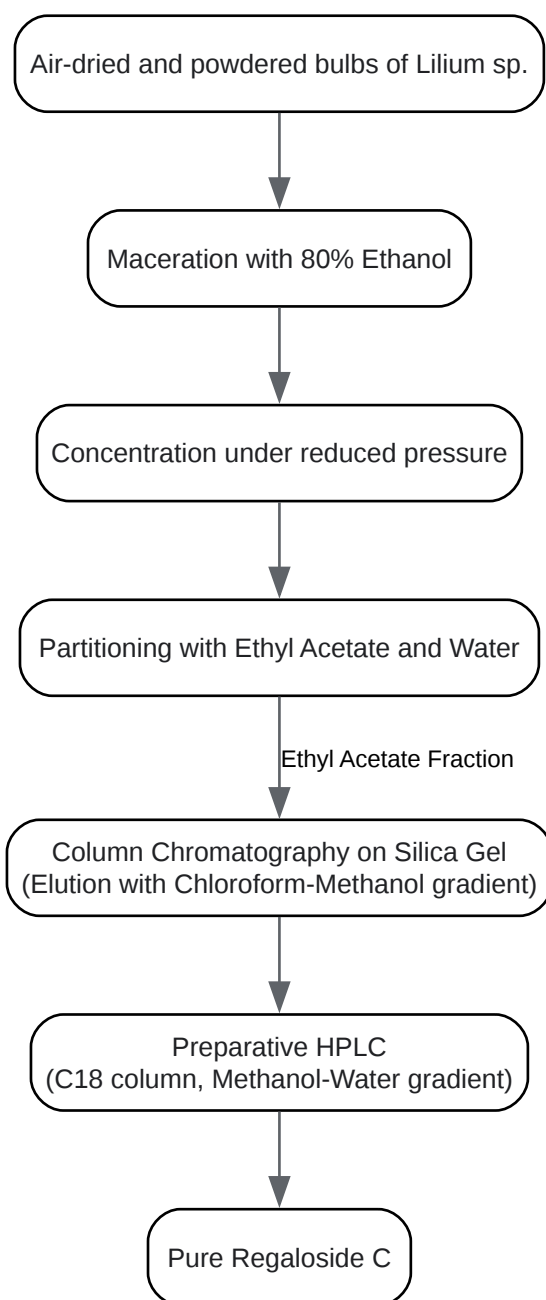 Air-dried and powdered bulbs of Lilium sp.
Maceration with 80% Ethanol
Concentration under reduced pressure
Partitioning with Ethyl Acetate and Water
Ethyl Acetate Fraction
Column Chromatography on Silica Gel
(Elution with Chloroform-Methanol gradient)
Preparative HPLC
(C18 column, Methanol-Water gradient)
Pure Regaloside C